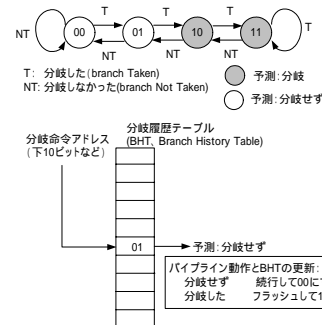 T T T
NT 00 01 10 11 T
NT NT NT
T： 分岐した(branch Taken)
NT: 分岐しなかった(branch Not Taken)
予測:分岐
予測:分岐せず
分岐命令アドレス
(下10ビットなど)
分岐履歴テーブル
(BHT、Branch History Table)
01
予測:分岐せず
パイプライン動作とBHTの更新:
分岐せず 続行して00に
分岐した フラッシュして1